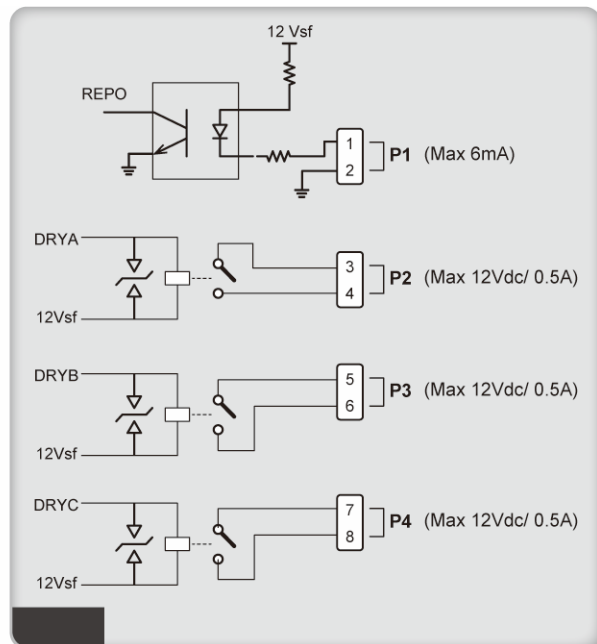 12 Vsf
REPO
1
2
P1 (Max 6mA)
DRYA
12Vsf
3
4
P2 (Max 12Vdc/ 0.5A)
DRYB
12Vsf
5
6
P3 (Max 12Vdc/ 0.5A)
DRYC
12Vsf
7
8
P4 (Max 12Vdc/ 0.5A)